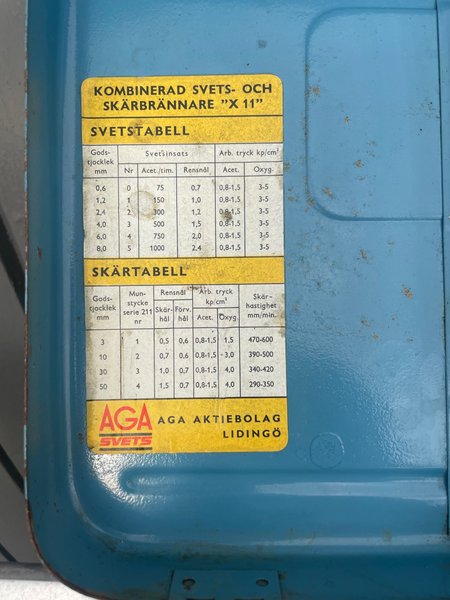 KOMBINERAD SVETS- OCH
SKÄRBRÄNNARE "X 11"
SVETSTABELL
Gods- Svetsinsats Arb. tryck kp/cm²
tjocklek mm Nr Acet./tim. Rensnål Acet. Oxyg.
0,6 0 75 0,7 0,8-1,5 3-5
1,2 1 150 1,0 0,8-1,5 3-5
2,4 2 300 1,2 0,8-1,5 3-5
4,0 3 500 1,5 0,8-1,5 3-5
6,0 4 750 2,0 0,8-1,5 3-5
8,0 5 1000 2,4 0,8-1,5 3-5
SKÄRTABELL
Gods- Mun- Rensnål Arb. tryck Skär-
tjocklek stycke kp/cm² hastighet
mm serie 211 Skär- Förv. mm/min.
nr hål hål Acet. Oxyg.
3 1 0,5 0,6 0,8-1,5 1,5 470-600
10 2 0,7 0,6 0,8-1,5 3,0 390-500
30 3 1,0 0,7 0,8-1,5 4,0 340-420
50 4 1,5 0,7 0,8-1,5 4,0 290-350
AGA
SVETS
AGA AKTIEBOLAG
LIDINGÖ